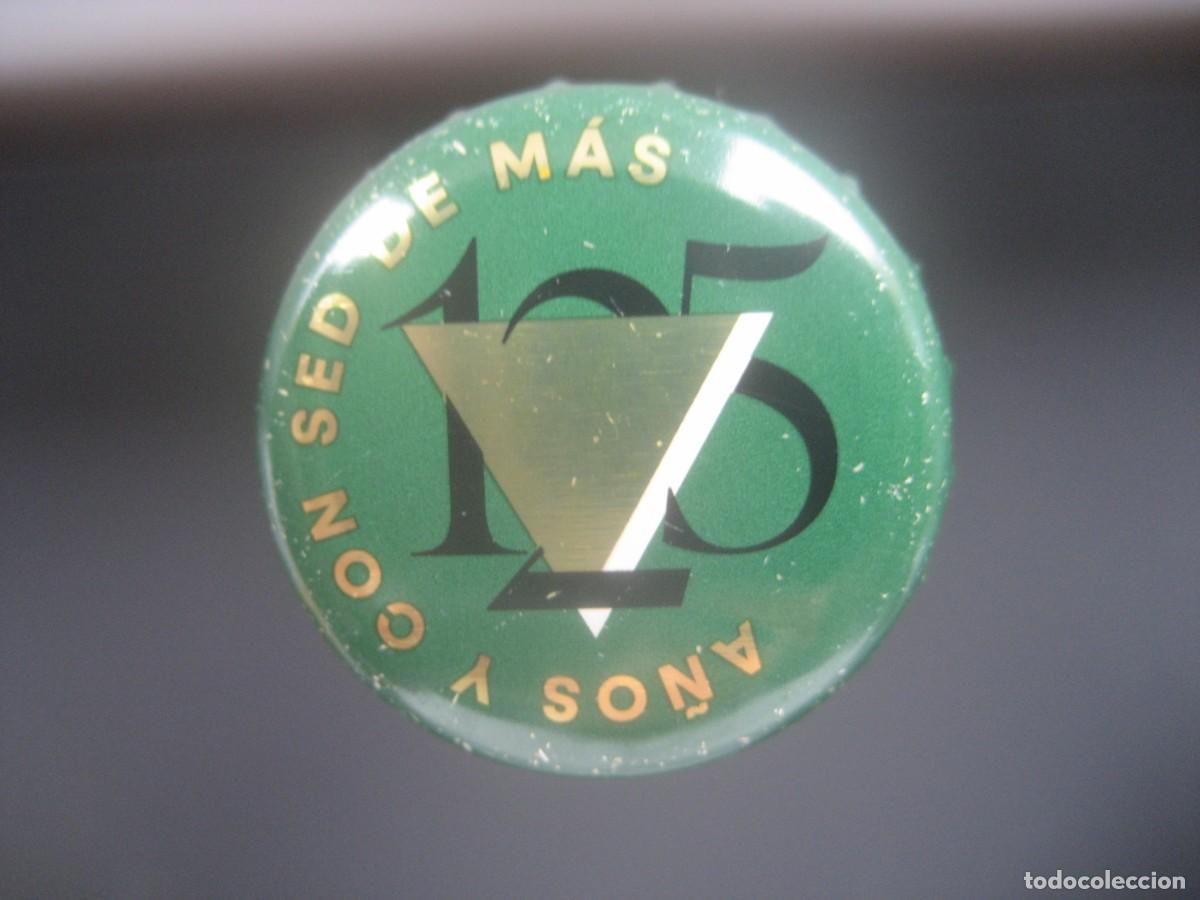 125
AÑOS Y CON SED DE MÁS
todocoleccion